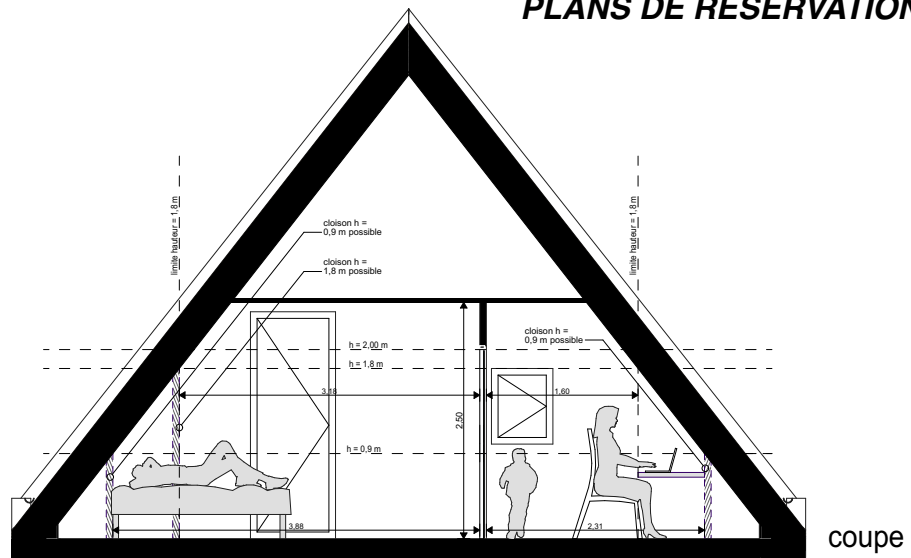 PLANS DE RESERVATION
limite hauteur = 1,8 m
limite hauteur = 1,8 m
cloison h =
0,9 m possible
cloison h =
1,8 m possible
cloison h =
0,9 m possible
h = 2,00 m
h = 1,8 m
3,18
1,60
2,50
h = 0,9 m
3,88
2,31
coupe